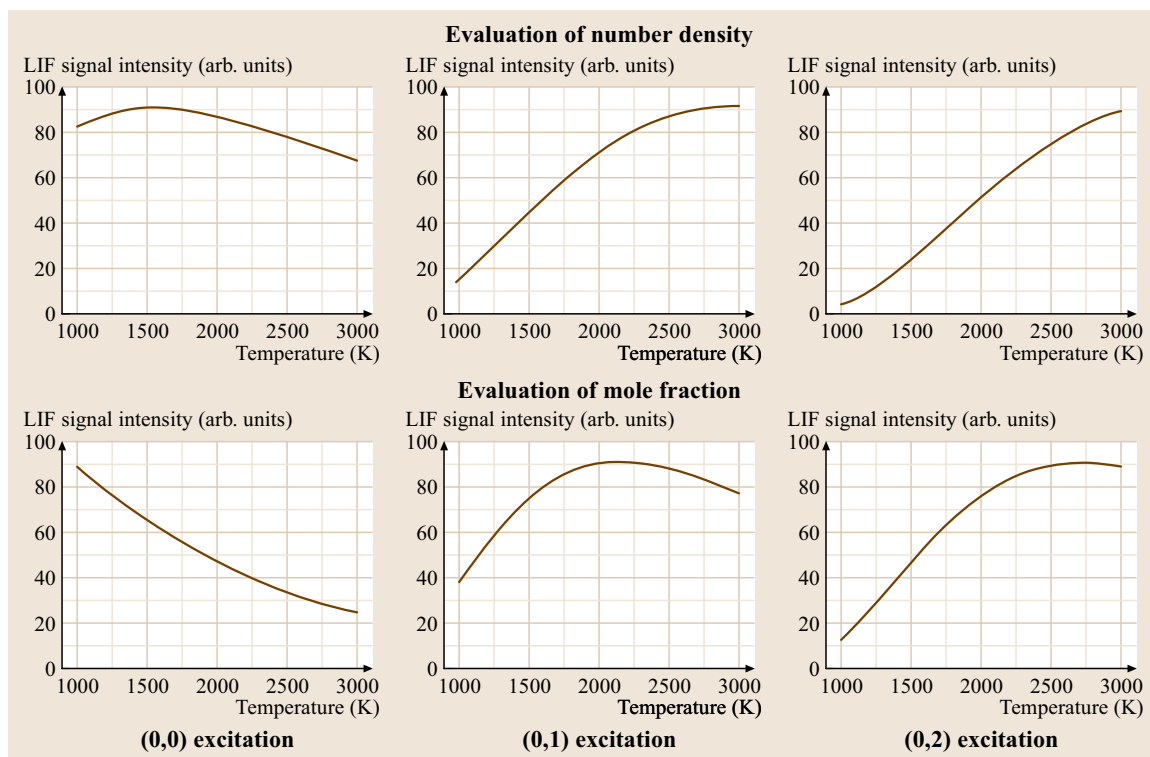 Evaluation of number density
LIF signal intensity (arb. units)
LIF signal intensity (arb. units)
LIF signal intensity (arb. units)
100
80
60
40
20
0
1000 1500 2000 2500 3000
Temperature (K)
100
80
60
40
20
0
1000 1500 2000 2500 3000
Temperature (K)
100
80
60
40
20
0
1000 1500 2000 2500 3000
Temperature (K)
Evaluation of mole fraction
LIF signal intensity (arb. units)
LIF signal intensity (arb. units)
LIF signal intensity (arb. units)
100
80
60
40
20
0
1000 1500 2000 2500 3000
Temperature (K)
100
80
60
40
20
0
1000 1500 2000 2500 3000
Temperature (K)
100
80
60
40
20
0
1000 1500 2000 2500 3000
Temperature (K)
(0,0) excitation
(0,1) excitation
(0,2) excitation